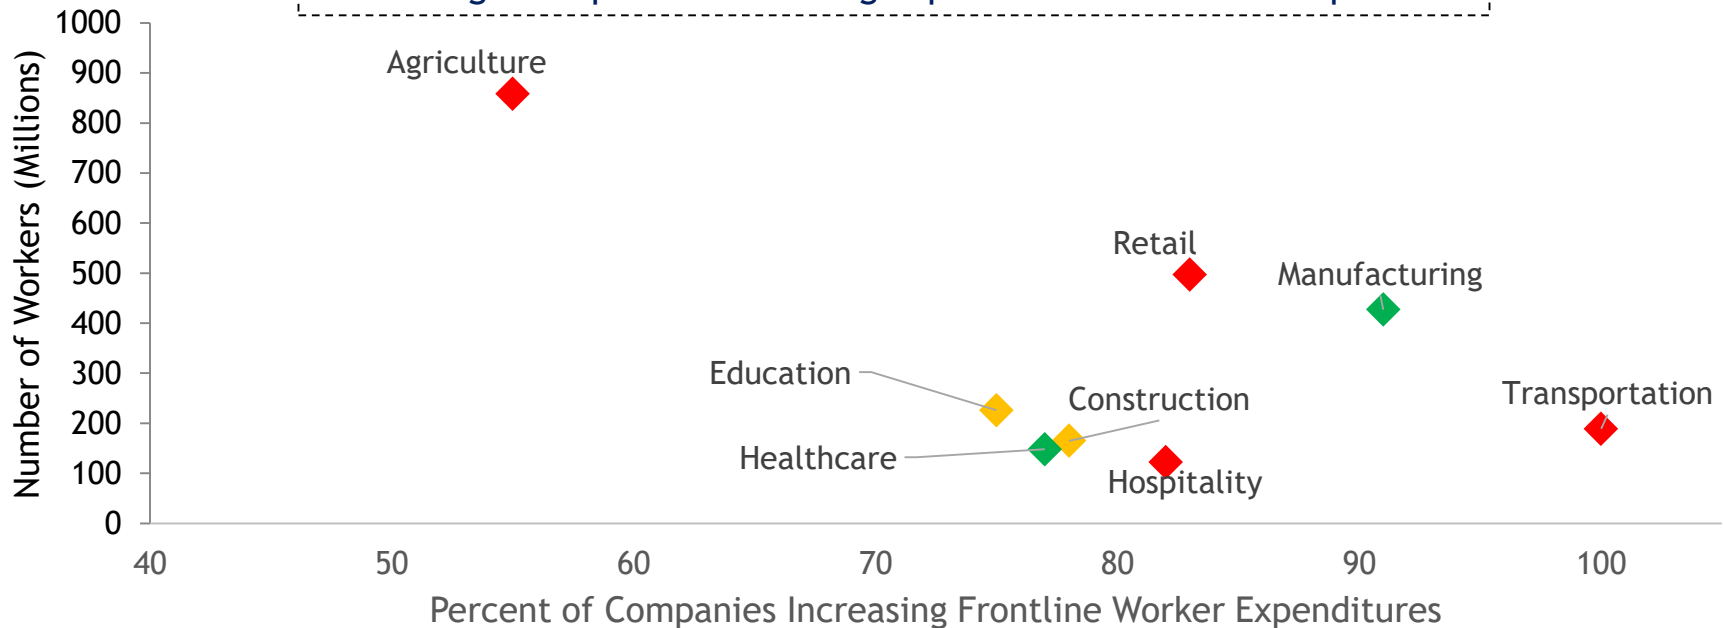 1000
Agriculture
900
800
700
600
Retail
500
Manufacturing
400
Education
300
Construction
Transportation
200
Healthcare
100
Hospitality
0
Number of Workers (Millions)
40 50 60 70 80 90 100
Percent of Companies Increasing Frontline Worker Expenditures